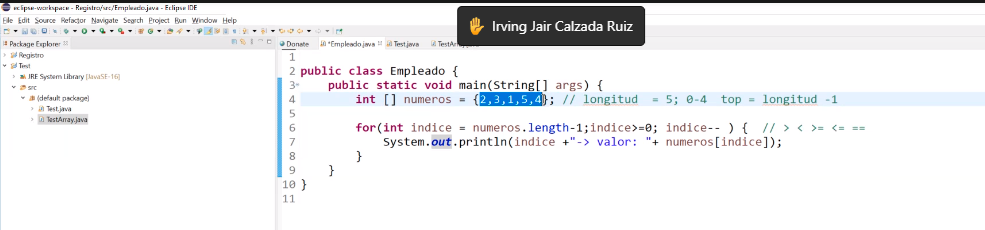 eclipse-workspace - Registro/src/Empleado.java - Eclipse IDE
✋ Irving Jair Calzada Ruiz
File Edit Source Refactor Navigate Search Project Run Window Help
Package Explorer
Registro
Test
JRE System Library [JavaSE-16]
src
(default package)
Test.java
TestArray.java
Donate *Empleado.java Test.java TestArray.java
1
2 public class Empleado {
3 public static void main(String[] args) {
4 int [] numeros = {2,3,1,5,4}; // longitud = 5; 0-4 top = longitud -1
5
6 for(int indice = numeros.length-1;indice>=0; indice-- ) { // > < >= <= ==
7 System.out.println(indice +"-> valor: "+ numeros[indice]);
8 }
9 }
10 }
11